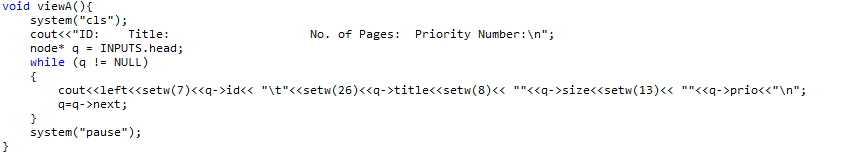 void viewA(){
    system("cls");
    cout<<"ID:    Title:                     No. of Pages:  Priority Number:\n";
    node* q = INPUTS.head;
    while (q != NULL)
    {
        cout<<left<<setw(7)<<q->id<< "\t"<<setw(26)<<q->title<<setw(8)<< ""<<q->size<<setw(13)<< ""<<q->prio<<"\n";
        q=q->next;
    }
    system("pause");
}